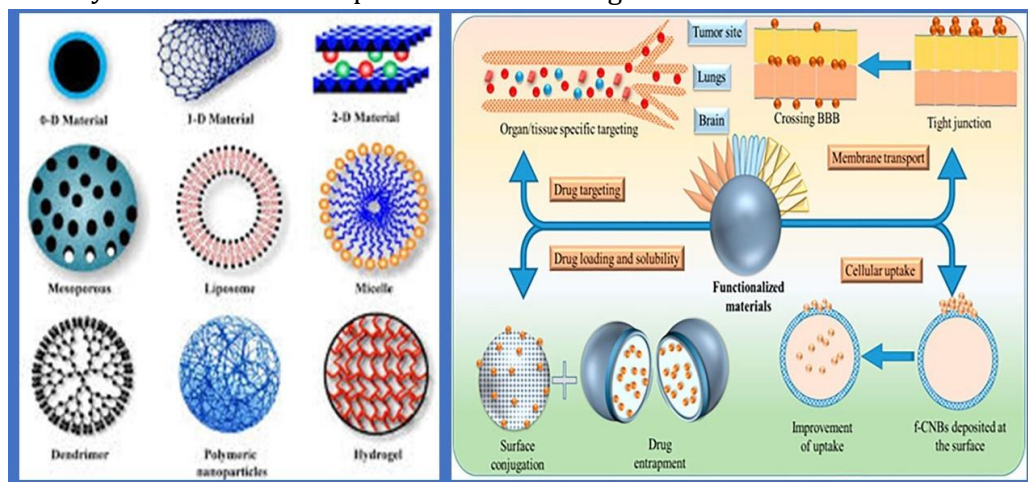 0-D Material
1-D Material
2-D Material
Mesoporous
Liposome
Micelle
Dendrimer
Polymeric
nanoparticles
Hydrogel
Tumor site
Lungs
Brain
Organ/tissue specific targeting
Crossing BBB
Tight junction
Drug targeting
Membrane transport
Drug loading and solubility
Cellular uptake
Functionalized
materials
Surface
conjugation
Drug
entrapment
Improvement
of uptake
f-CNBs deposited at
the surface